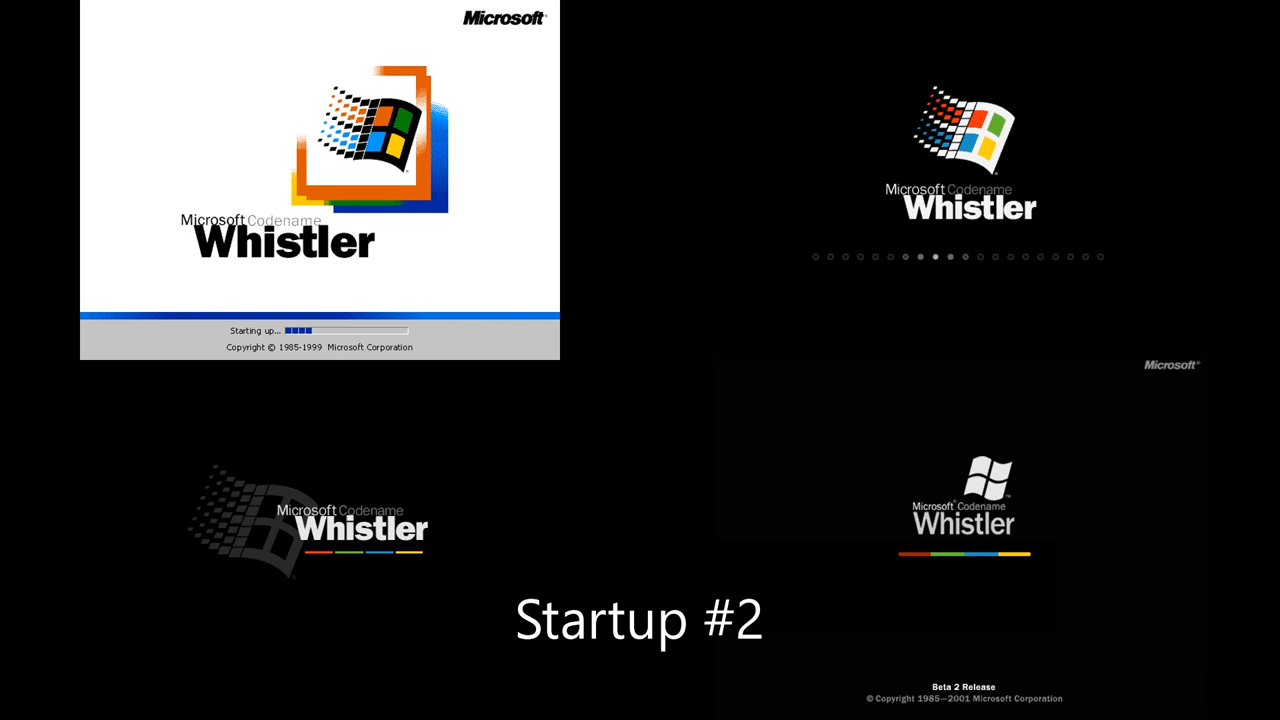 Microsoft®
Microsoft Codename
Whistler
Starting up...
Copyright © 1985-1999 Microsoft Corporation
Microsoft Codename
Whistler
Microsoft Codename
Whistler
Microsoft®
Microsoft® Codename
Whistler
Beta 2 Release
© Copyright 1985—2001 Microsoft Corporation
Startup #2